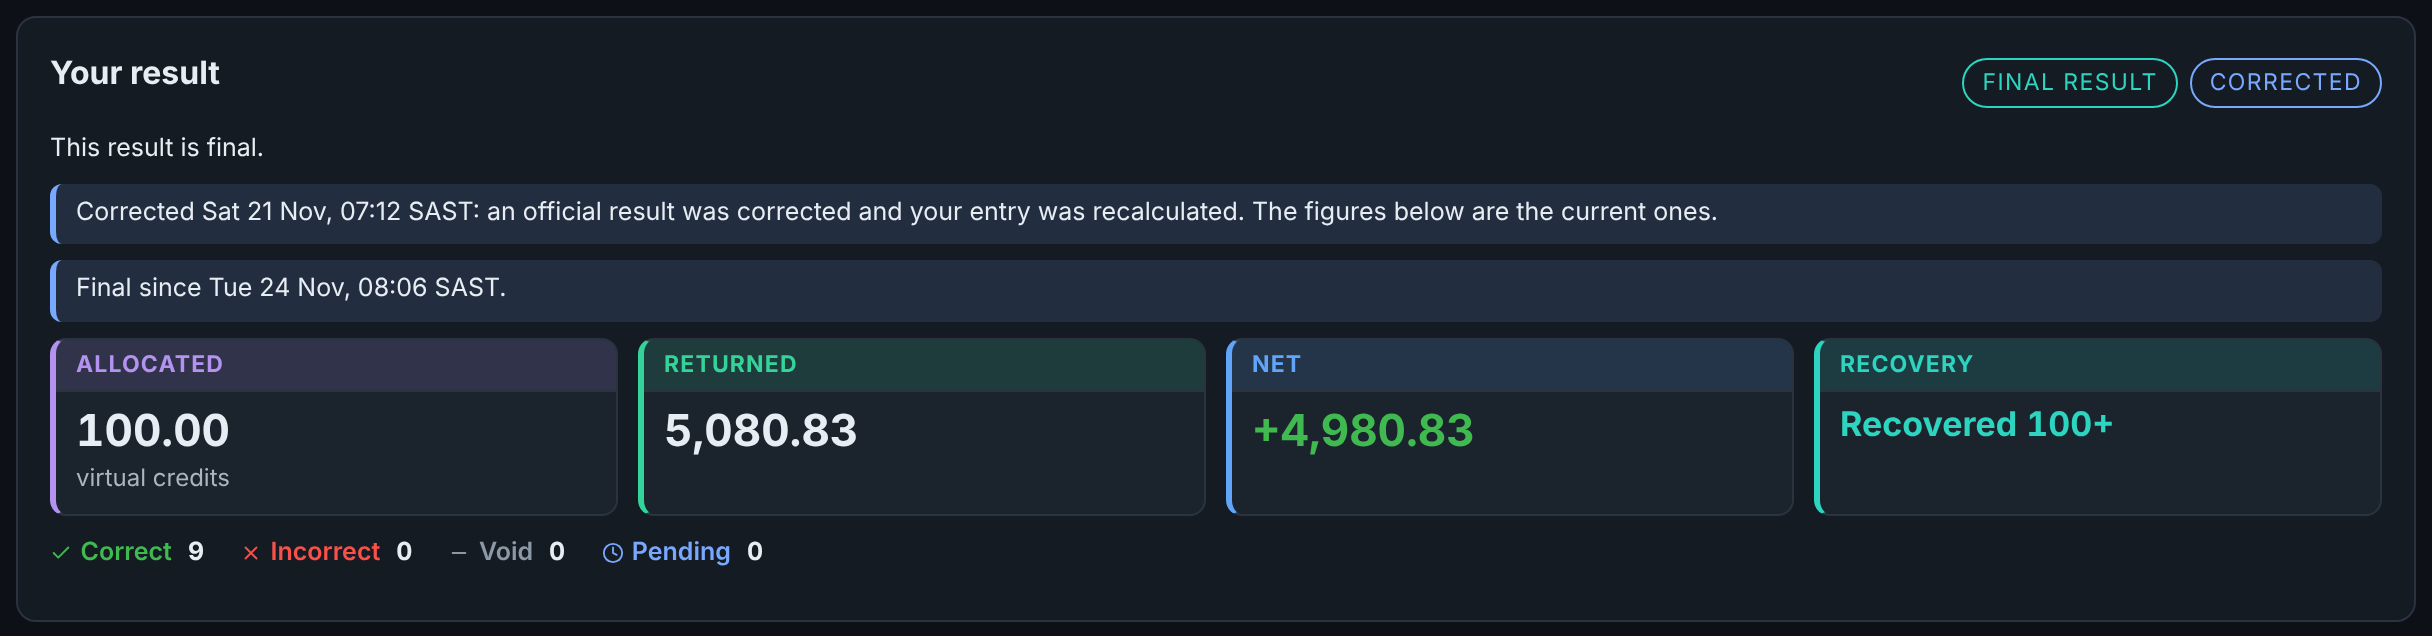 Your result
FINAL RESULT
CORRECTED
This result is final.
Corrected Sat 21 Nov, 07:12 SAST: an official result was corrected and your entry was recalculated. The figures below are the current ones.
Final since Tue 24 Nov, 08:06 SAST.
ALLOCATED
100.00
virtual credits
RETURNED
5,080.83
NET
+4,980.83
RECOVERY
Recovered 100+
Correct 9
Incorrect 0
Void 0
Pending 0